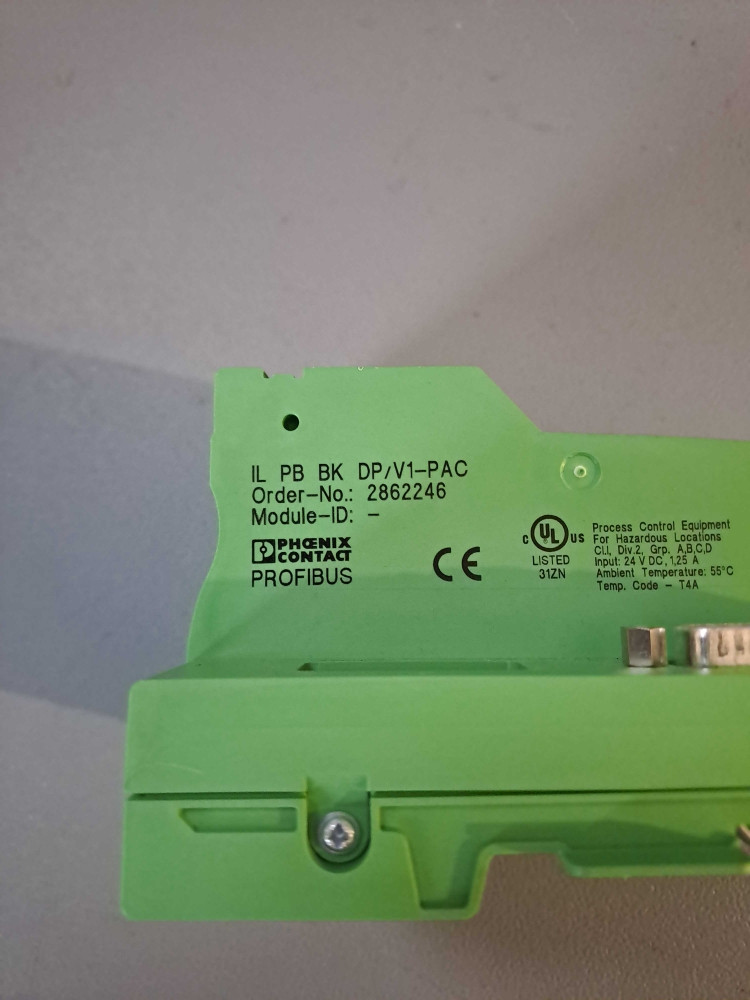 IL PB BK DP/V1-PAC
Order-No.: 2862246
Module-ID: -
PHŒNIX
CONTACT
PROFIBUS
CE
C UL US
LISTED
31ZN
Process Control Equipment
For Hazardous Locations
Cl.I, Div.2, Grp. A,B,C,D
Input: 24 V DC, 1,25 A
Ambient Temperature: 55°C
Temp. Code - T4A